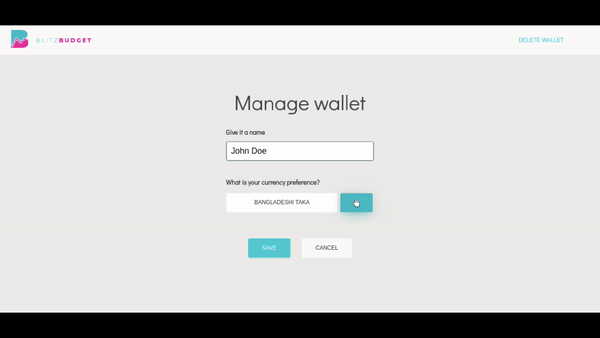 BLITZBUDGET
DELETE WALLET
Manage wallet
Give it a name
John Doe
What is your currency preference?
BANGLADESHI TAKA
SAVE
CANCEL